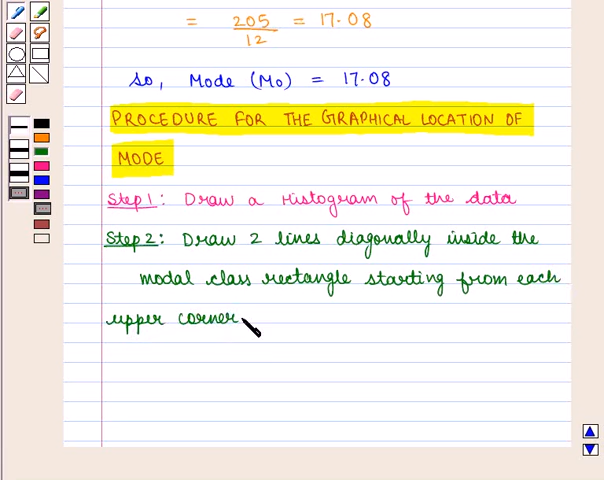 = 205/12 = 17.08
So, Mode (Mo) = 17.08
PROCEDURE FOR THE GRAPHICAL LOCATION OF
MODE
Step 1: Draw a Histogram of the data
Step 2: Draw 2 lines diagonally inside the
modal class rectangle starting from each
upper corner